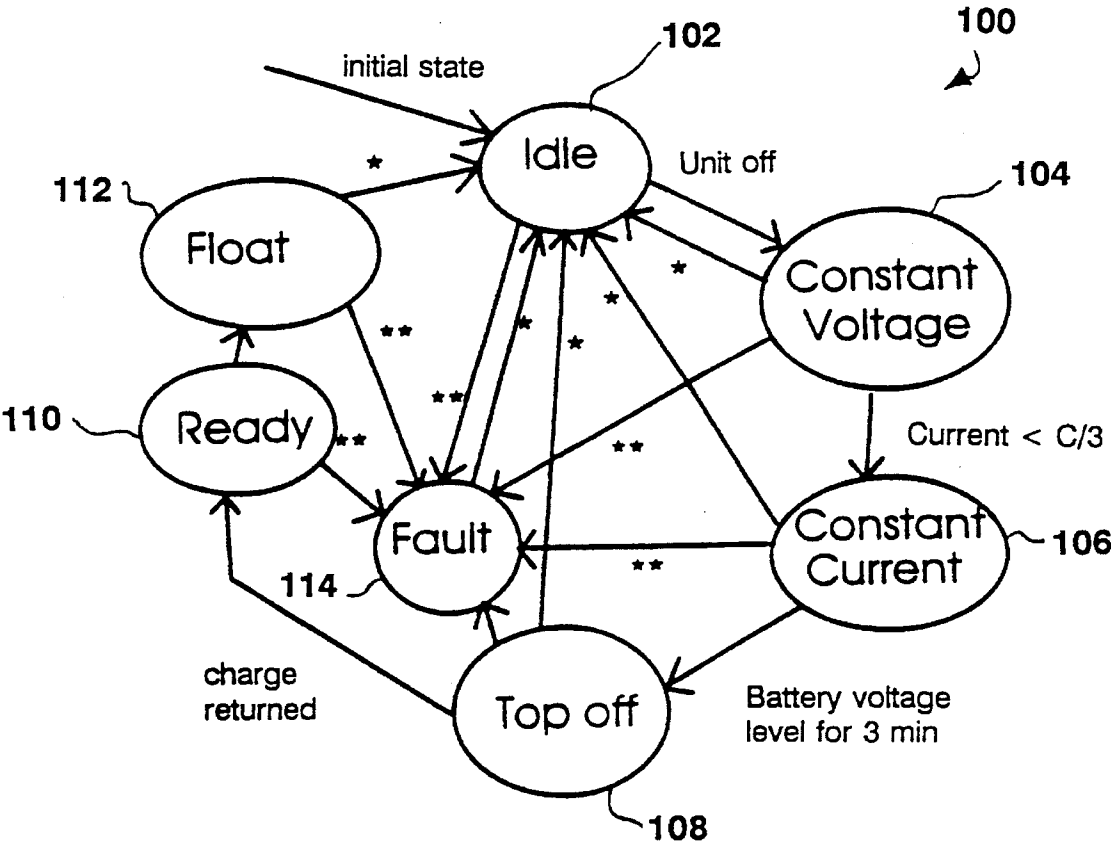 100
102
initial state
Idle
*
Unit off
104
112
Float
Constant
Voltage
*
*
*
*
**
**
110
Ready
**
Current < C/3
**
Fault
Constant
Current
106
**
114
charge
returned
Top off
Battery voltage
level for 3 min
108